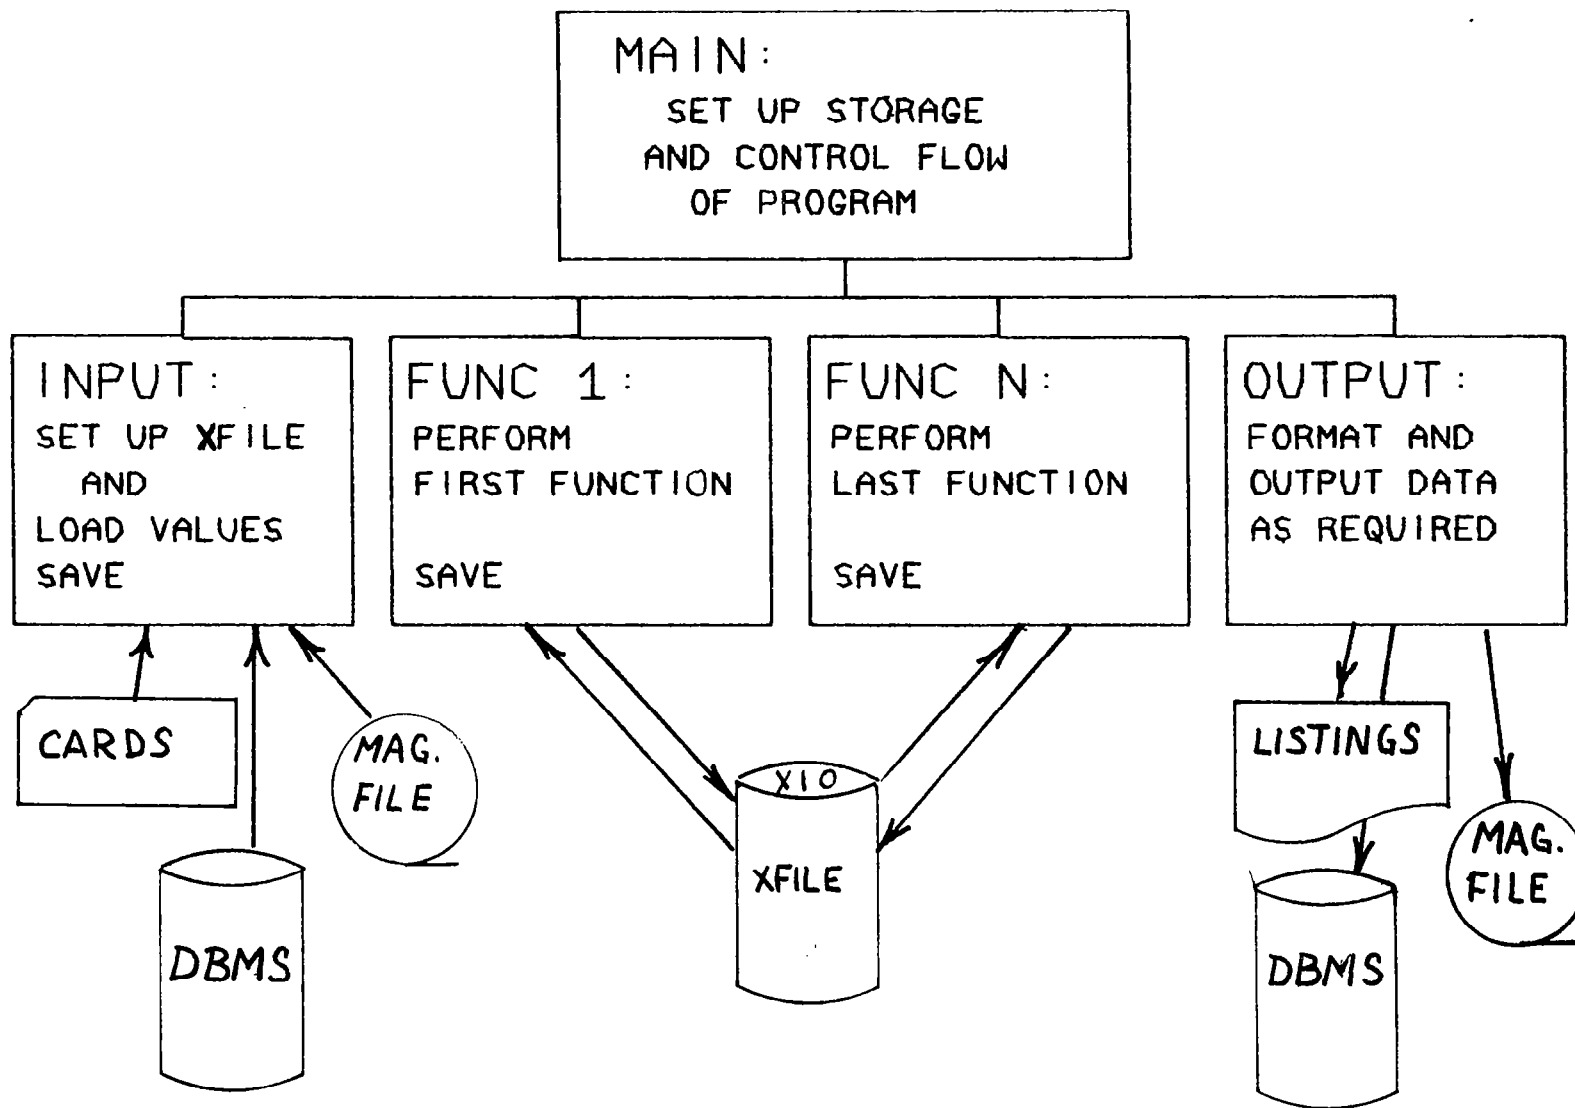 MAIN:
SET UP STORAGE
AND CONTROL FLOW
OF PROGRAM
INPUT:
SET UP XFILE
AND
LOAD VALUES
SAVE
FUNC 1:
PERFORM
FIRST FUNCTION
SAVE
FUNC N:
PERFORM
LAST FUNCTION
SAVE
OUTPUT:
FORMAT AND
OUTPUT DATA
AS REQUIRED
CARDS
MAG.
FILE
DBMS
XIO
XFILE
LISTINGS
MAG.
FILE
DBMS